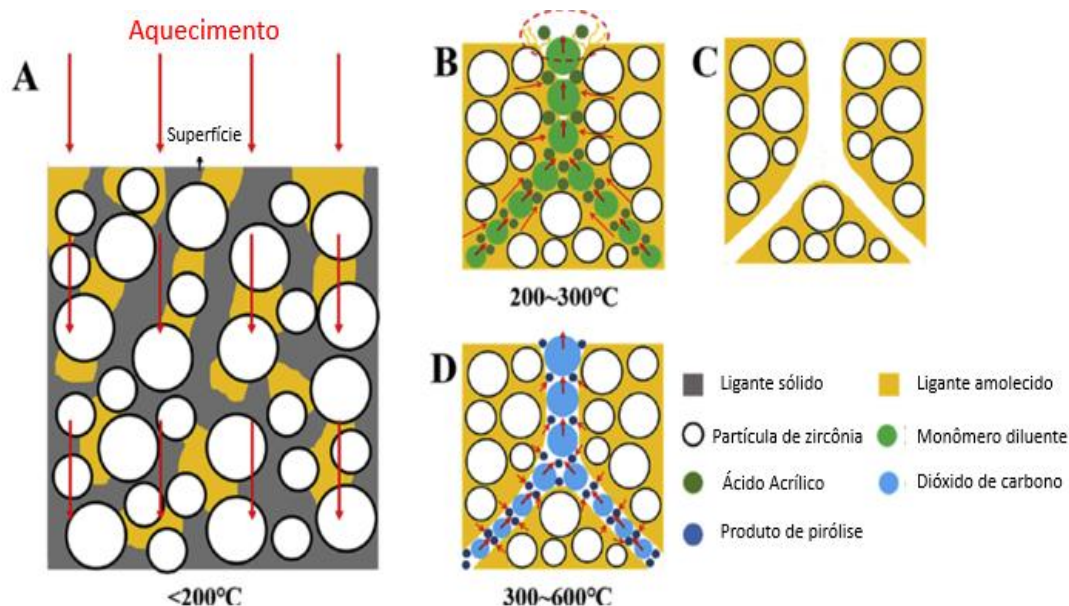 Aquecimento
A
Superfície
<200°C
B
200~300°C
C
D
300~600°C
Ligante sólido
Ligante amolecido
Partícula de zircônia
Monômero diluente
Ácido Acrílico
Dióxido de carbono
Produto de pirólise